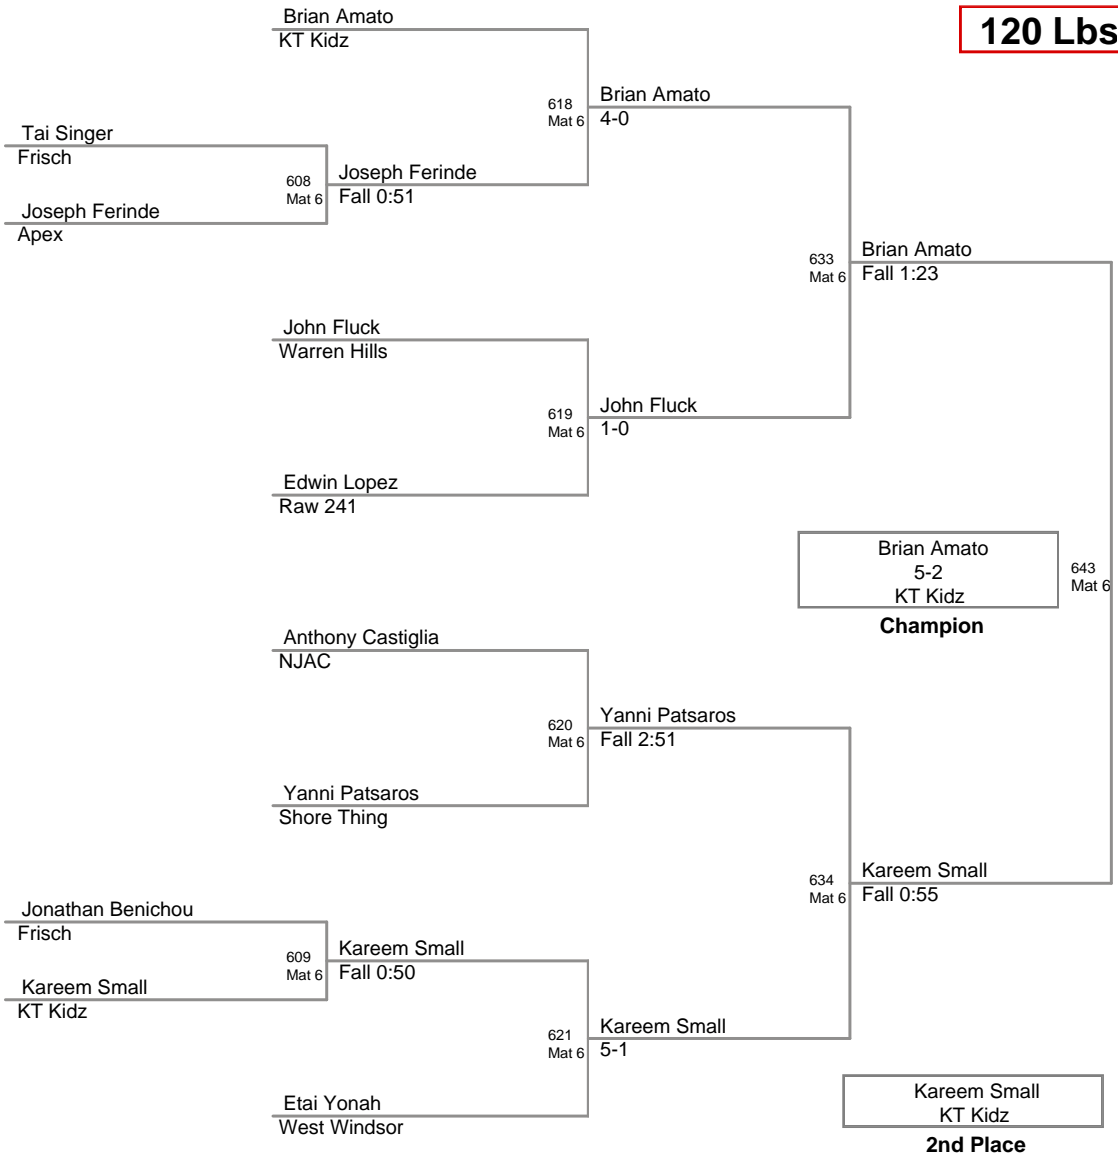 Brian Amato
KT Kidz
120 Lbs
618
Mat 6
Brian Amato
4-0
Tai Singer
Frisch
608
Mat 6
Joseph Ferinde
Fall 0:51
Joseph Ferinde
Apex
633
Mat 6
Brian Amato
Fall 1:23
John Fluck
Warren Hills
619
Mat 6
John Fluck
1-0
Edwin Lopez
Raw 241
Brian Amato
5-2
KT Kidz
Champion
643
Mat 6
Anthony Castiglia
NJAC
620
Mat 6
Yanni Patsaros
Fall 2:51
Yanni Patsaros
Shore Thing
634
Mat 6
Kareem Small
Fall 0:55
Jonathan Benichou
Frisch
609
Mat 6
Kareem Small
Fall 0:50
Kareem Small
KT Kidz
621
Mat 6
Kareem Small
5-1
Etai Yonah
West Windsor
Kareem Small
KT Kidz
2nd Place